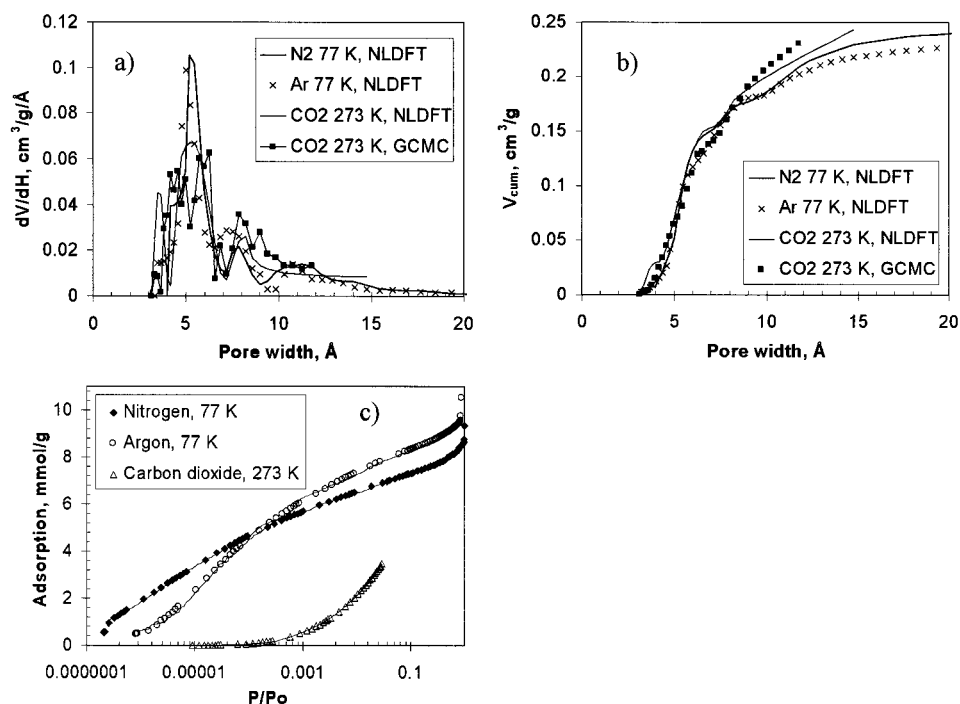 0.12
0.1
0.08
0.06
0.04
0.02
0
dV/dH, cm³/g/Å
a)
N2 77 K, NLDFT
Ar 77 K, NLDFT
CO2 273 K, NLDFT
CO2 273 K, GCMC
0 5 10 15 20
Pore width, Å
0.25
0.2
0.15
0.1
0.05
0
Vcum, cm³/g
b)
N2 77 K, NLDFT
Ar 77 K, NLDFT
CO2 273 K, NLDFT
CO2 273 K, GCMC
0 5 10 15 20
Pore width, Å
10
8
6
4
2
0
Adsorption, mmol/g
Nitrogen, 77 K
Argon, 77 K
Carbon dioxide, 273 K
c)
0.0000001 0.00001 0.001 0.1
P/Po